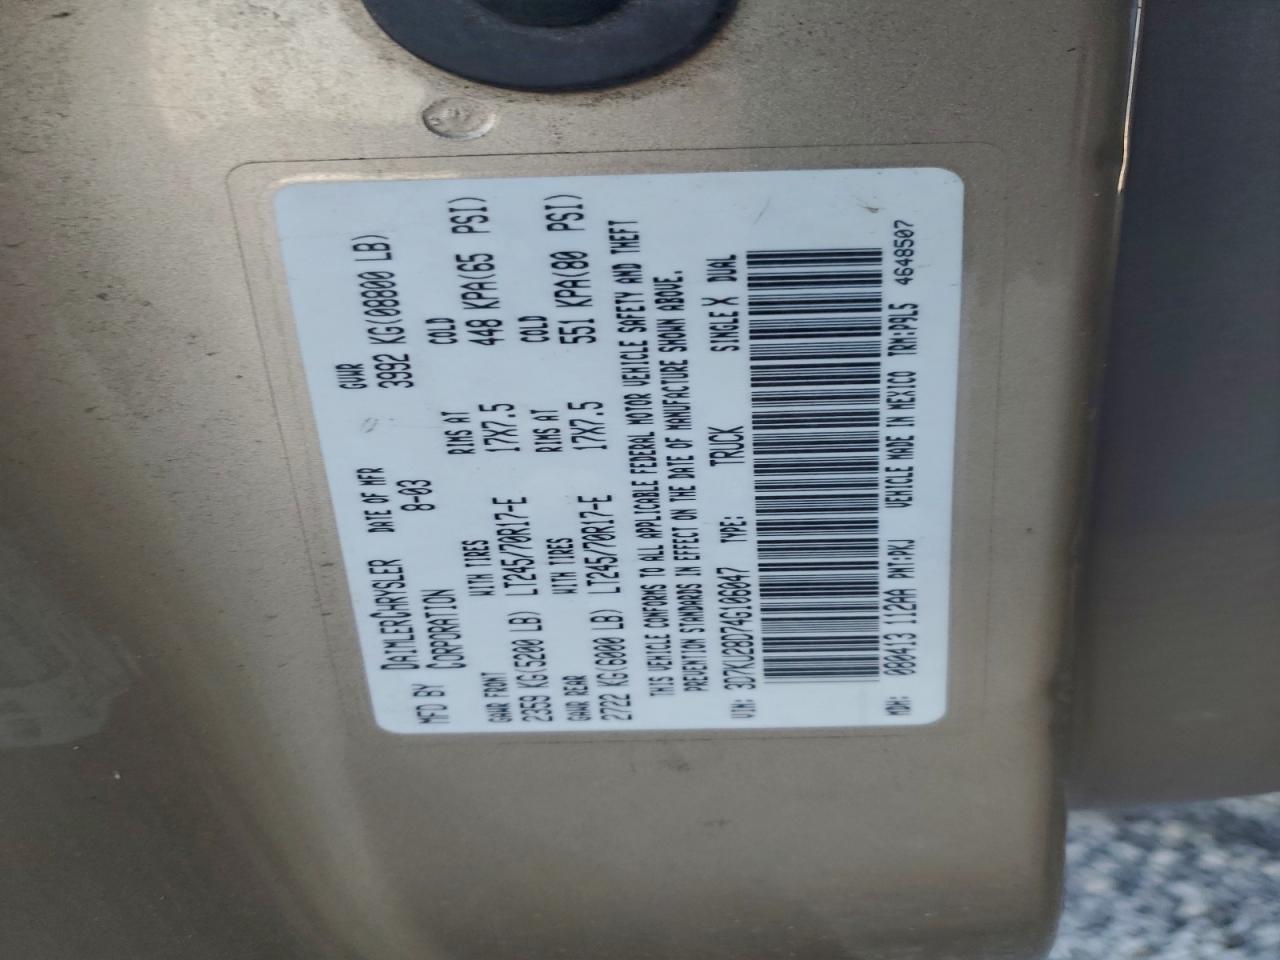 MFD BY DAIMLERCHRYSLER DATE OF MFR GVWR
CORPORATION 8-03 3992 KG(08800 LB)
GAWR FRONT WITH TIRES RIMS AT COLD
2359 KG(5200 LB) LT245/70R17-E 17X7.5 448 KPA(65 PSI)
GAWR REAR WITH TIRES RIMS AT COLD
2722 KG(6000 LB) LT245/70R17-E 17X7.5 551 KPA(80 PSI)
THIS VEHICLE CONFORMS TO ALL APPLICABLE FEDERAL MOTOR VEHICLE SAFETY AND THEFT
PREVENTION STANDARDS IN EFFECT ON THE DATE OF MANUFACTURE SHOWN ABOVE.
VIN: 3D7KU28D74G106047 TYPE: TRUCK SINGLE X DUAL
MDH: 080413 112AA PNT:PKJ VEHICLE MADE IN MEXICO TRM:P9L5 4648507